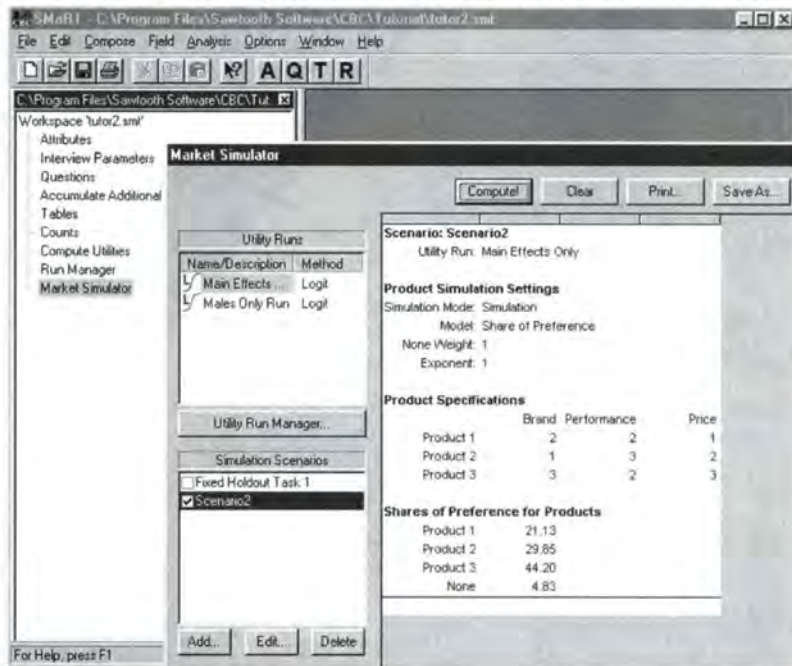 SMaRT - C:\Program Files\Sawtooth Software\CBC\Tutorial\tutor2.smt
File Edit Compose Field Analysis Options Window Help
A Q T R
C:\Program Files\Sawtooth Software\CBC\Tut
Workspace 'tutor2.smt'
Attributes
Interview Parameters
Questions
Accumulate Additional
Tables
Counts
Compute Utilities
Run Manager
Market Simulator
Market Simulator
Compute! Clear Print... Save As...
Utility Runs
Name/Description Method
Main Effects ... Logit
Males Only Run Logit
Utility Run Manager...
Simulation Scenarios
Fixed Holdout Task 1
Scenario2
Add... Edit... Delete
Scenario: Scenario2
Utility Run: Main Effects Only
Product Simulation Settings
Simulation Mode: Simulation
Model: Share of Preference
None Weight: 1
Exponent: 1
Product Specifications
Brand Performance Price
Product 1 2 2 1
Product 2 1 3 2
Product 3 3 2 3
Shares of Preference for Products
Product 1 21.13
Product 2 29.85
Product 3 44.20
None 4.83
For Help, press F1